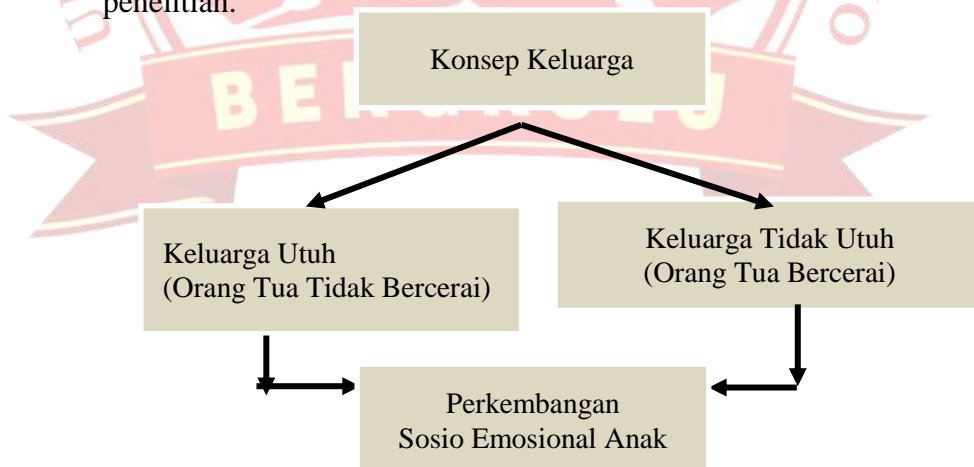 penelitian.
Konsep Keluarga
Keluarga Utuh
(Orang Tua Tidak Bercerai)
Keluarga Tidak Utuh
(Orang Tua Bercerai)
Perkembangan
Sosio Emosional Anak